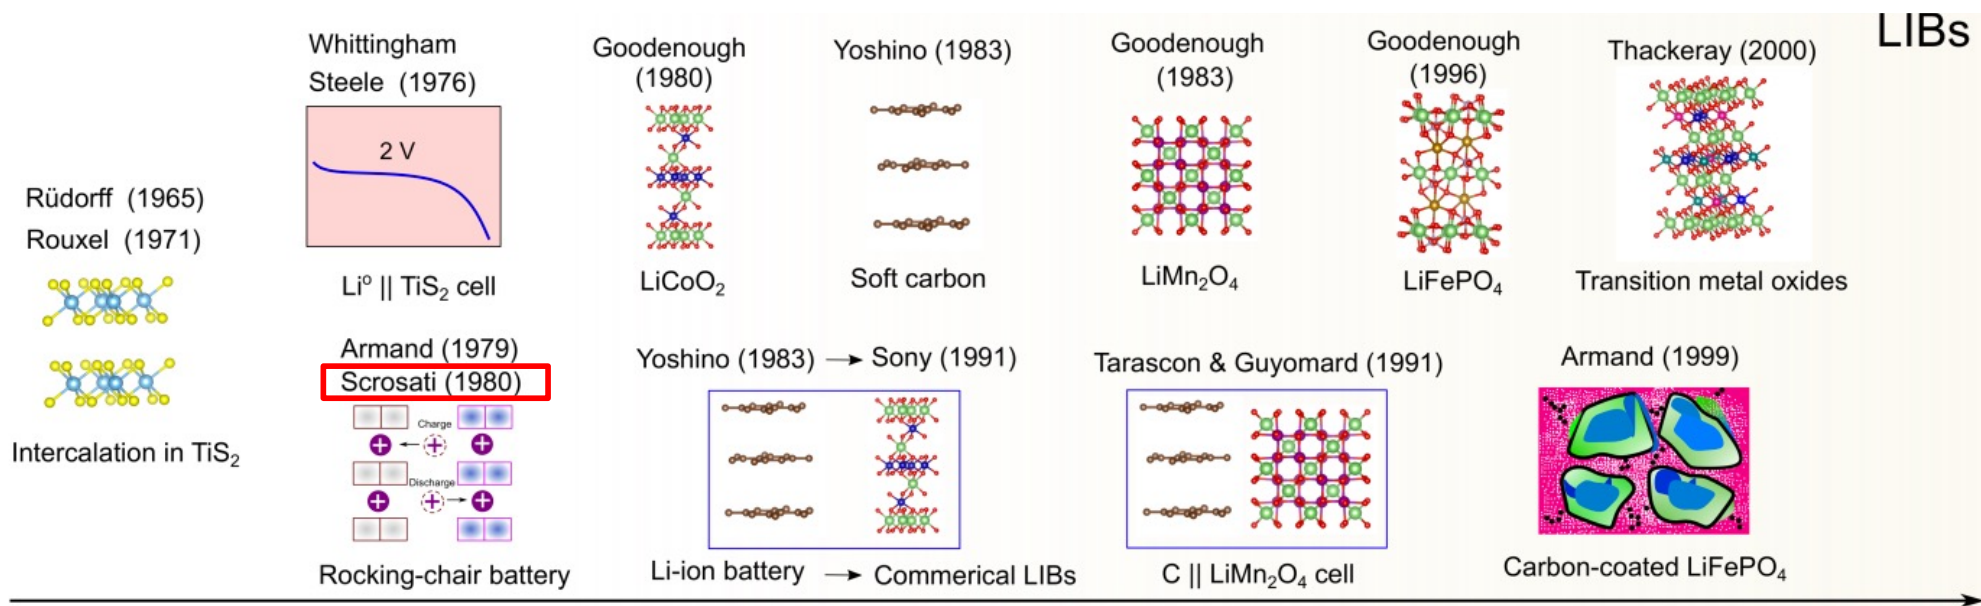 LIBs
Whittingham
Steele (1976)
2 V
Li⁰ || TiS₂ cell
Goodenough
(1980)
LiCoO₂
Yoshino (1983)
Soft carbon
Goodenough
(1983)
LiMn₂O₄
Goodenough
(1996)
LiFePO₄
Thackeray (2000)
Transition metal oxides
Rüdorff (1965)
Rouxel (1971)
Intercalation in TiS₂
Armand (1979)
Scrosati (1980)
Charge
+ ← + +
Discharge
+ + → +
Rocking-chair battery
Yoshino (1983) → Sony (1991)
Li-ion battery → Commerical LIBs
Tarascon & Guyomard (1991)
C || LiMn₂O₄ cell
Armand (1999)
Carbon-coated LiFePO₄